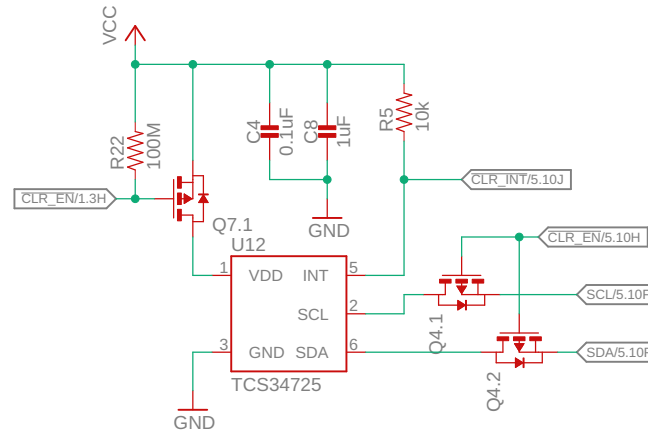 VCC
R22
100M
C4
0.1uF
C8
1uF
R5
10k
CLR_EN/1.3H
CLR_INT/5.10J
Q7.1
GND
U12
CLR_EN/5.10H
1
VDD
INT
5
SCL
2
SCL/5.10F
Q4.1
3
GND
SDA
6
SDA/5.10F
Q4.2
TCS34725
GND